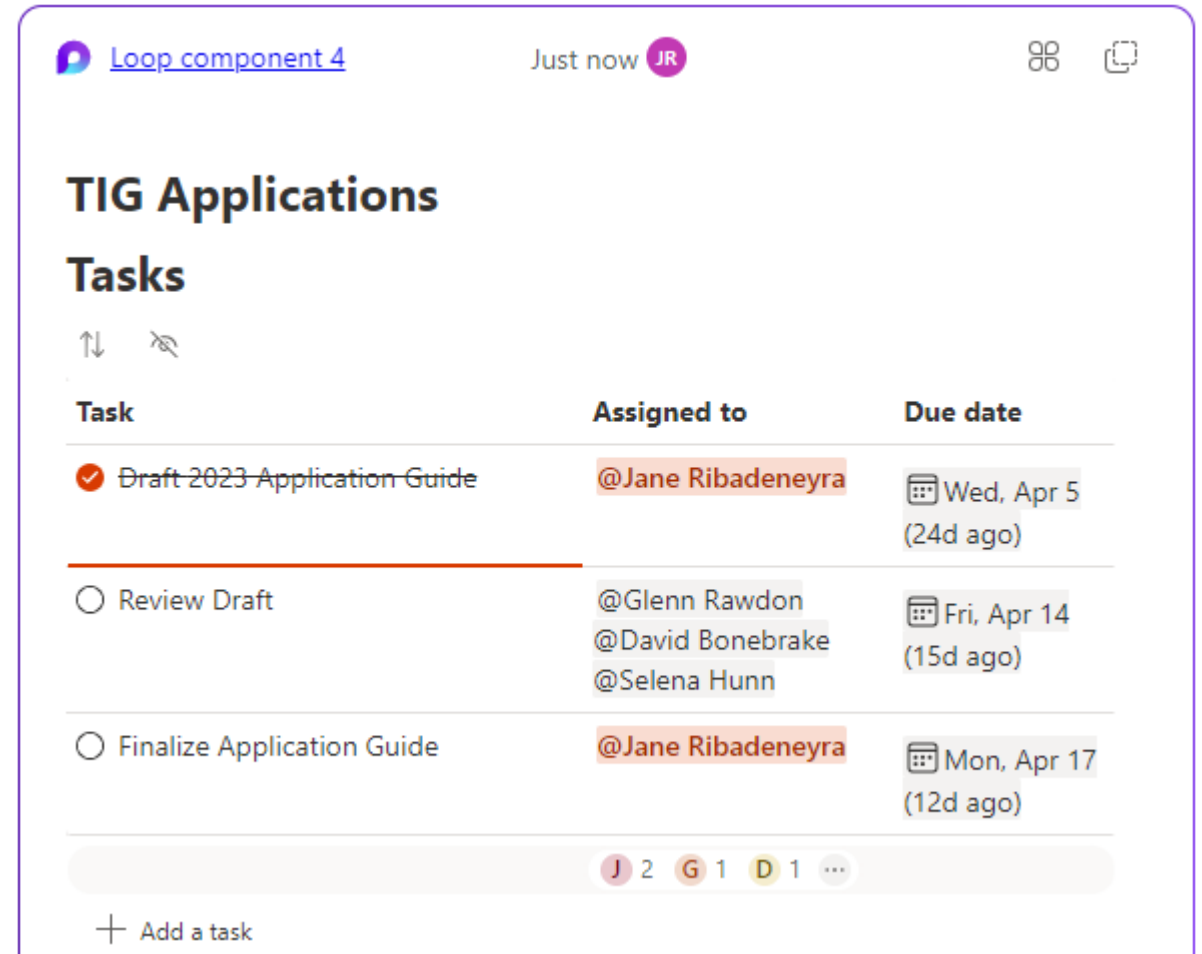 Loop component 4 Just now JR
TIG Applications
Tasks
Task Assigned to Due date
Draft 2023 Application Guide @Jane Ribadeneyra Wed, Apr 5
(24d ago)
Review Draft @Glenn Rawdon Fri, Apr 14
@David Bonebrake (15d ago)
@Selena Hunn
Finalize Application Guide @Jane Ribadeneyra Mon, Apr 17
(12d ago)
J 2 G 1 D 1 ...
Add a task